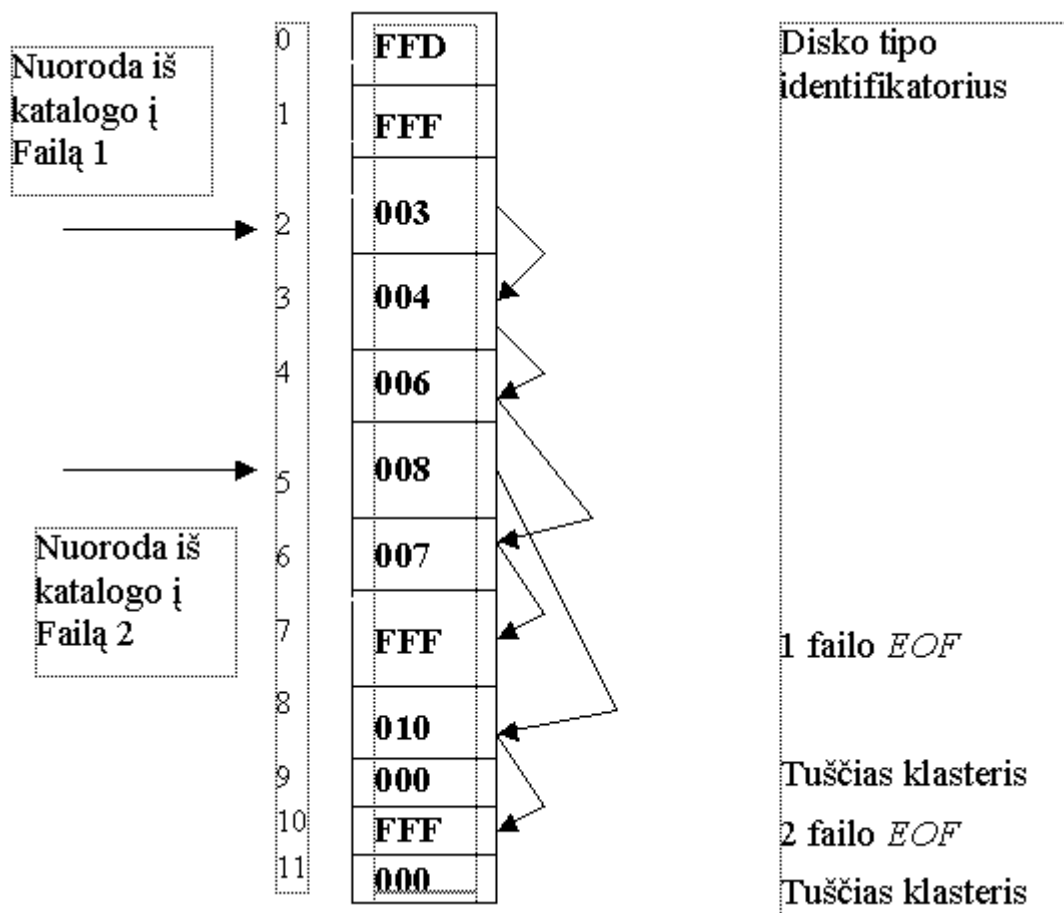 Nuoroda iš
katalogo į
Failą 1
Nuoroda iš
katalogo į
Failą 2
0
1
2
3
4
5
6
7
8
9
10
11
FFD
FFF
003
004
006
008
007
FFF
010
000
FFF
000
Disko tipo
identifikatorius
1 failo EOF
Tuščias klasteris
2 failo EOF
Tuščias klasteris